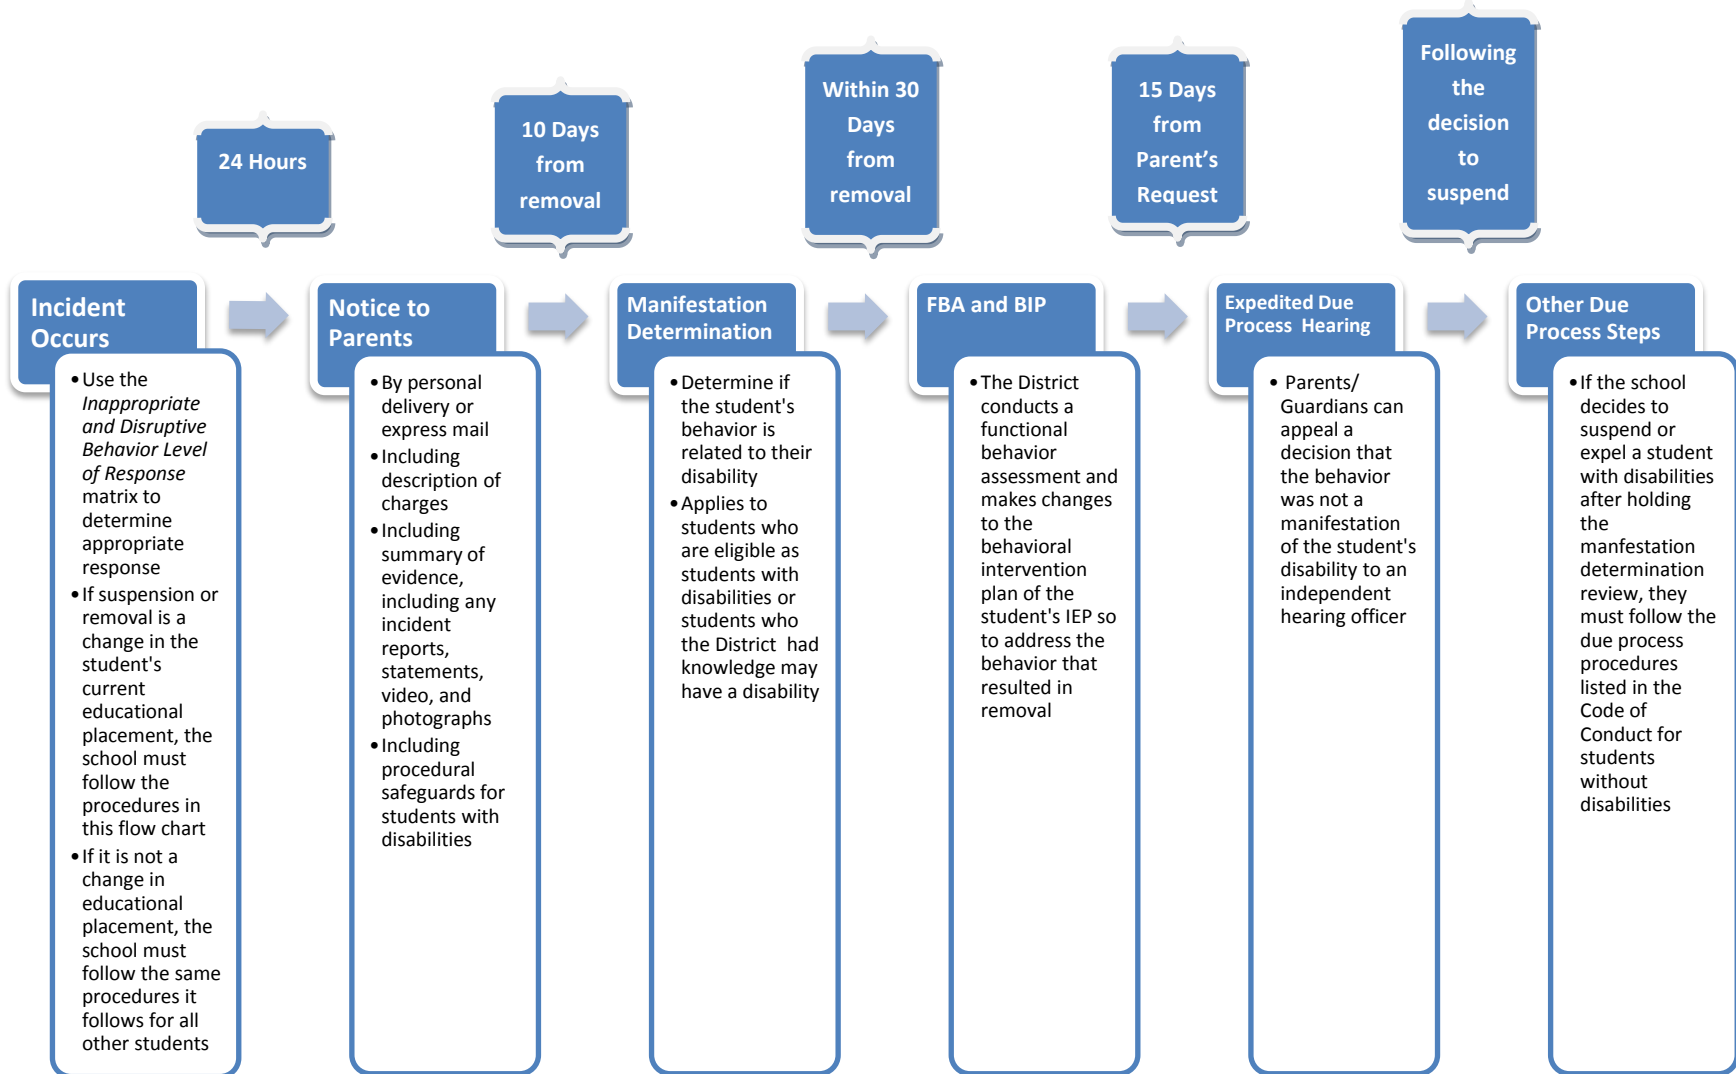 24 Hours
10 Days
from
removal
Within 30
Days
from
removal
15 Days
from
Parent's
Request
Following
the
decision
to
suspend
Incident
Occurs
•Use the
Inappropriate
and Disruptive
Behavior Level
of Response
matrix to
determine
appropriate
response
•If suspension or
removal is a
change in the
student's
current
educational
placement, the
school must
follow the
procedures in
this flow chart
•If it is not a
change in
educational
placement, the
school must
follow the same
procedures it
follows for all
other students
Notice to
Parents
•By personal
delivery or
express mail
•Including
description of
charges
•Including
summary of
evidence,
including any
incident
reports,
statements,
video, and
photographs
•Including
procedural
safeguards for
students with
disabilities
Manifestation
Determination
•Determine if
the student's
behavior is
related to their
disability
•Applies to
students who
are eligible as
students with
disabilities or
students who
the District had
knowledge may
have a disability
FBA and BIP
•The District
conducts a
functional
behavior
assessment and
makes changes
to the
behavioral
intervention
plan of the
student's IEP so
to address the
behavior that
resulted in
removal
Expedited Due
Process Hearing
• Parents/
Guardians can
appeal a
decision that
the behavior
was not a
manifestation
of the student's
disability to an
independent
hearing officer
Other Due
Process Steps
•If the school
decides to
suspend or
expel a student
with disabilities
after holding
the
manfestation
determination
review, they
must follow the
due process
procedures
listed in the
Code of
Conduct for
students
without
disabilities